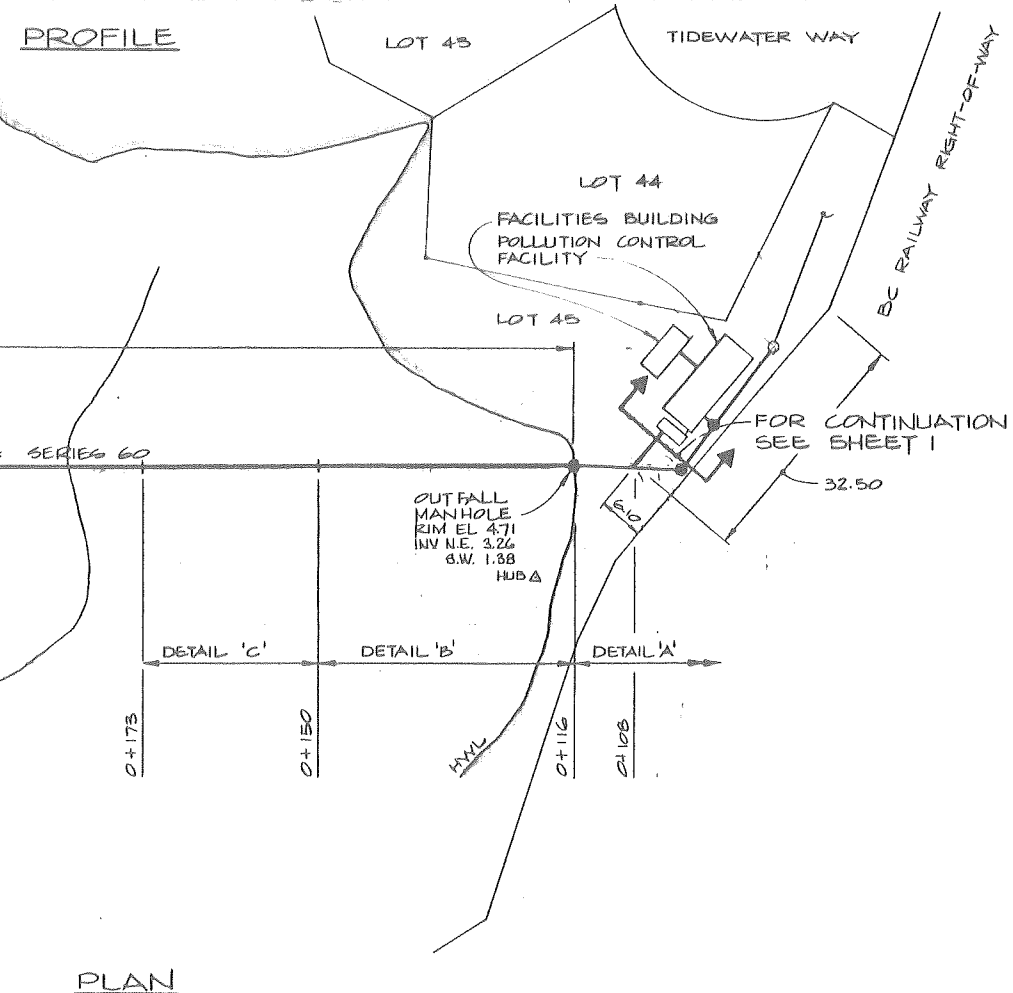 PROFILE
LOT 43
TIDEWATER WAY
BC RAILWAY RIGHT-OF-WAY
LOT 44
FACILITIES BUILDING
POLLUTION CONTROL
FACILITY
LOT 45
FOR CONTINUATION
SEE SHEET 1
32.50
6.10
SERIES 60
OUTFALL
MANHOLE
RIM EL 4.71
INV N.E. 3.26
S.W. 1.38
HUB
DETAIL 'C'
DETAIL 'B'
DETAIL 'A'
0+173
0+150
HWL
0+116
0+108
PLAN